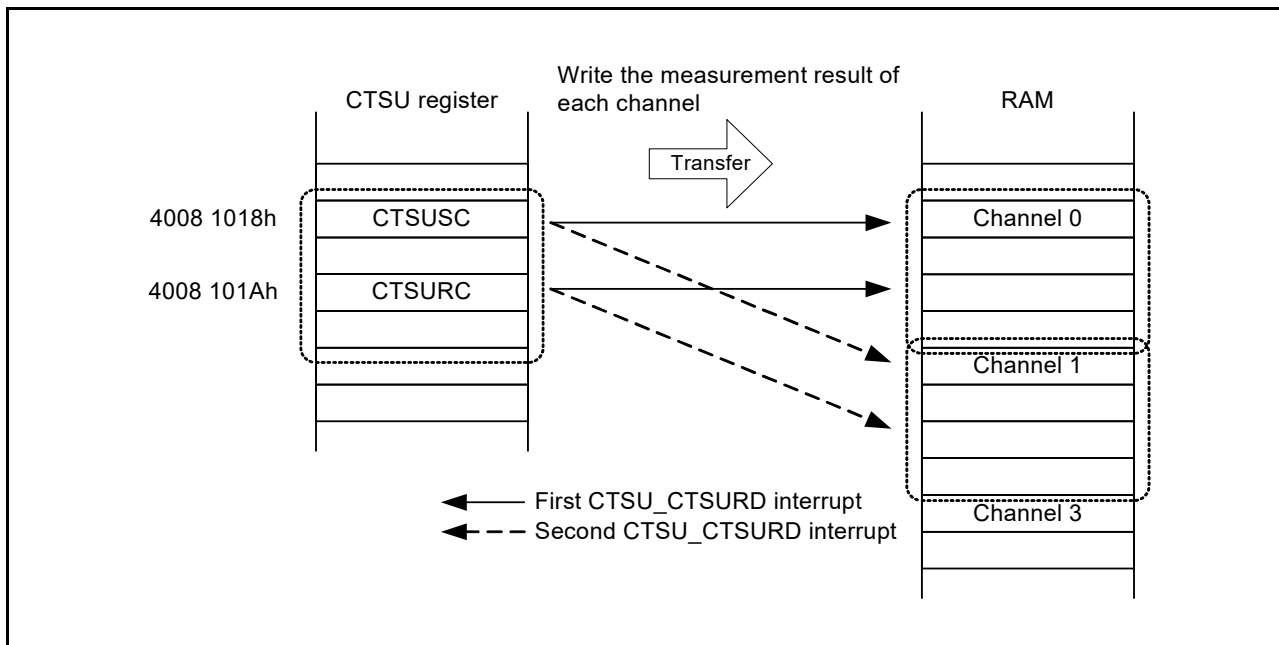 Write the measurement result of
each channel
CTSU register
RAM
Transfer
4008 1018h
CTSUSC
Channel 0
4008 101Ah
CTSURC
Channel 1
First CTSU_CTSURD interrupt
Second CTSU_CTSURD interrupt
Channel 3